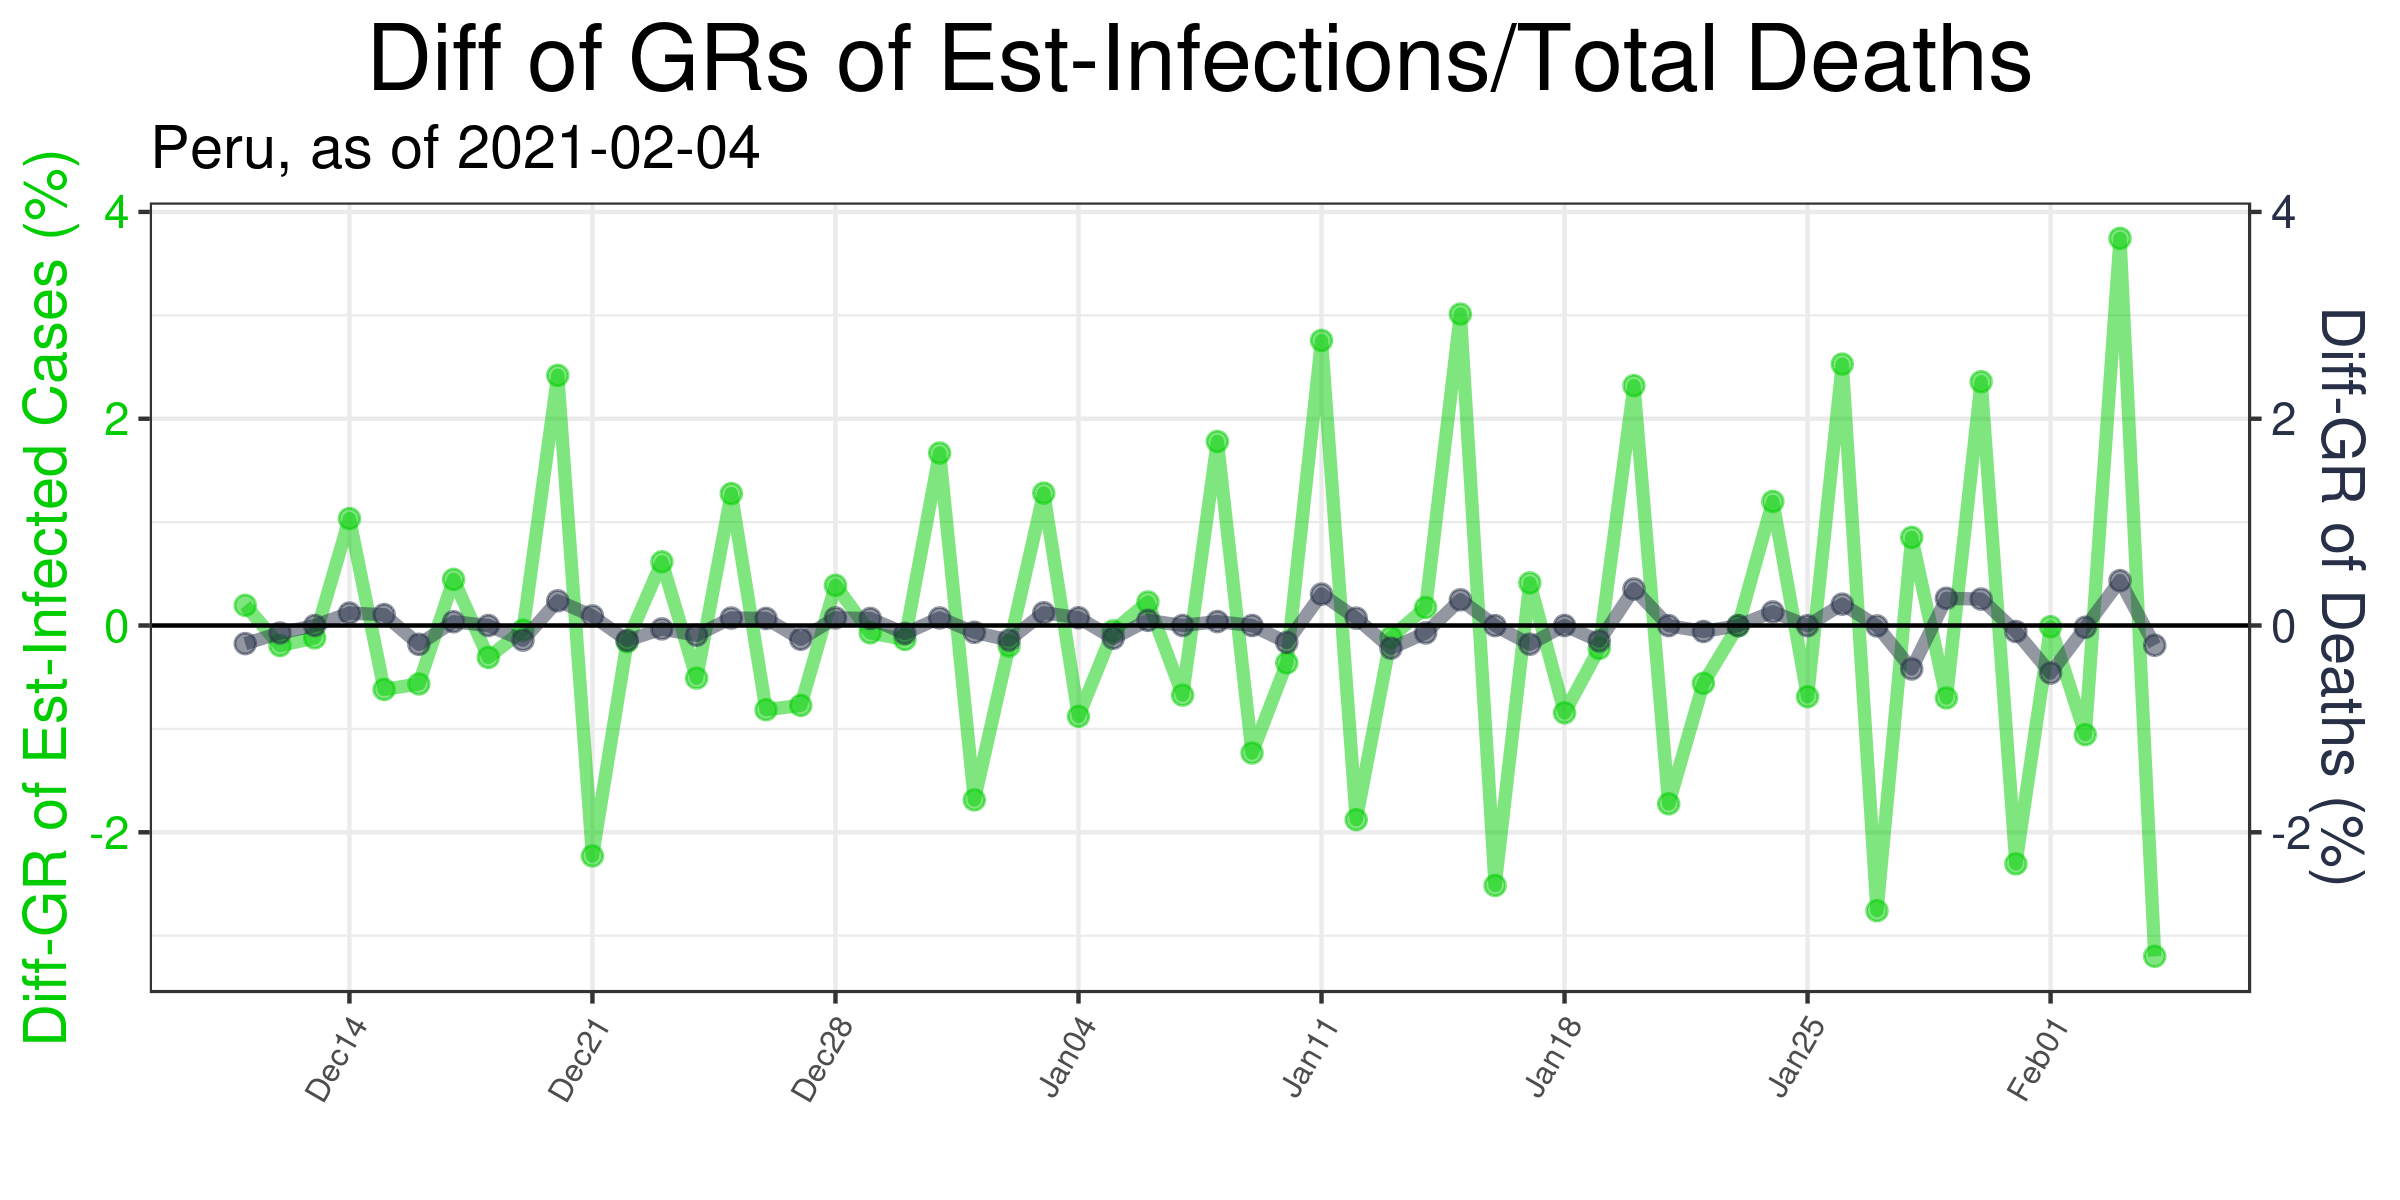 Diff of GRs of Est-Infections/Total Deaths
Peru, as of 2021-02-04
Diff-GR of Est-Infected Cases (%)
4
2
0
-2
4
2
0
-2
Diff-GR of Deaths (%)
Dec14
Dec21
Dec28
Jan04
Jan11
Jan18
Jan25
Feb01